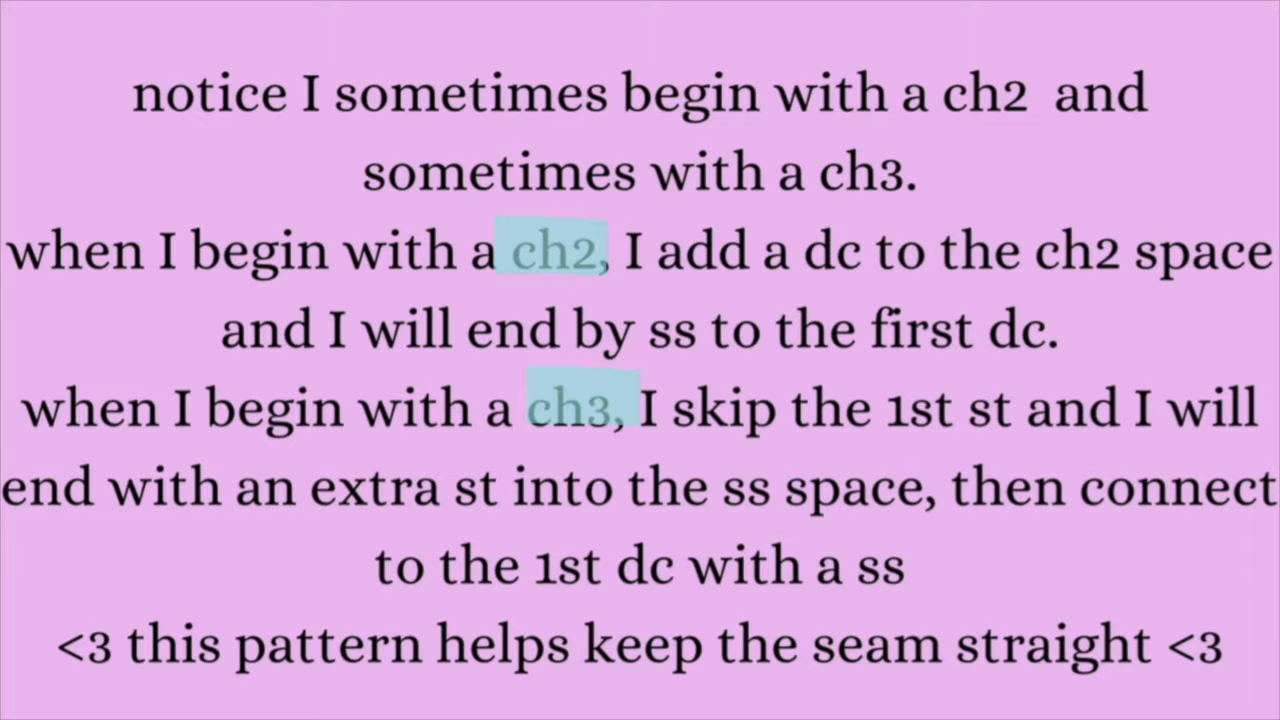 notice I sometimes begin with a ch2 and
sometimes with a ch3.
when I begin with a ch2, I add a dc to the ch2 space
and I will end by ss to the first dc.
when I begin with a ch3, I skip the 1st st and I will
end with an extra st into the ss space, then connect
to the 1st dc with a ss
<3 this pattern helps keep the seam straight <3